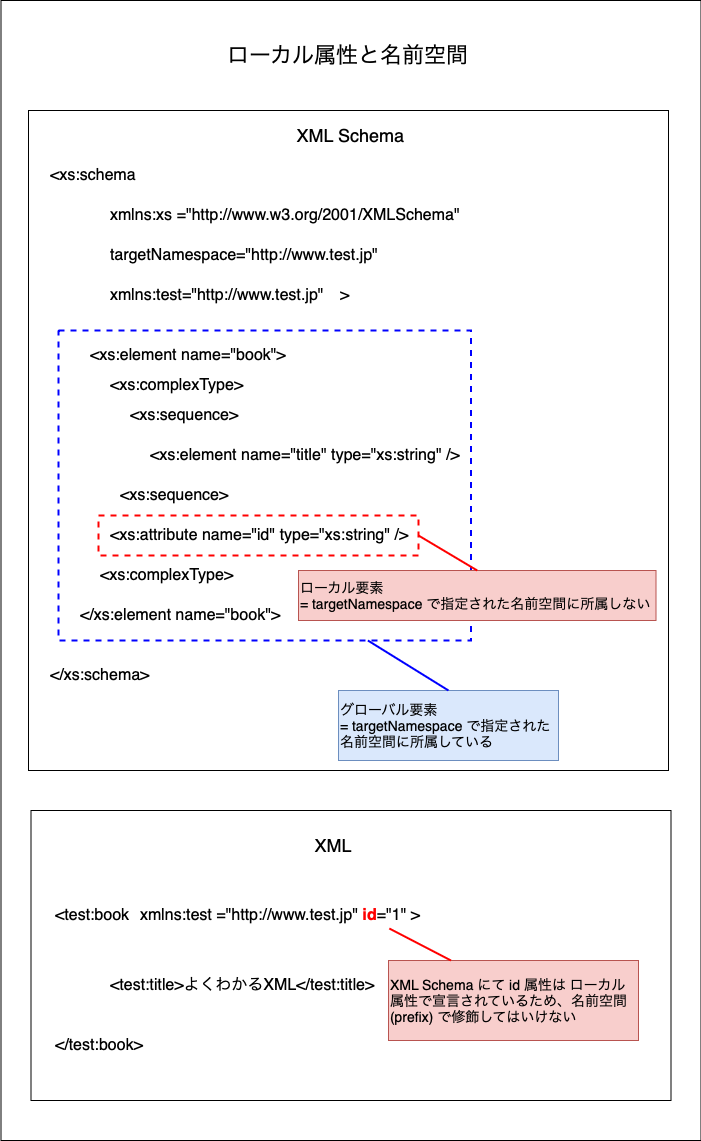 ローカル属性と名前空間
XML Schema
<xs:schema
xmlns:xs ="http://www.w3.org/2001/XMLSchema"
targetNamespace="http://www.test.jp"
xmlns:test="http://www.test.jp" >
<xs:element name="book">
<xs:complexType>
<xs:sequence>
<xs:element name="title" type="xs:string" />
<xs:sequence>
<xs:attribute name="id" type="xs:string" />
<xs:complexType>
ローカル要素
= targetNamespace で指定された名前空間に所属しない
</xs:element name="book">
</xs:schema>
グローバル要素
= targetNamespace で指定された
名前空間に所属している
XML
<test:book xmlns:test ="http://www.test.jp" id="1" >
<test:title>よくわかるXML</test:title>
XML Schema にて id 属性は ローカル
属性で宣言されているため、名前空間
(prefix) で修飾してはいけない
</test:book>